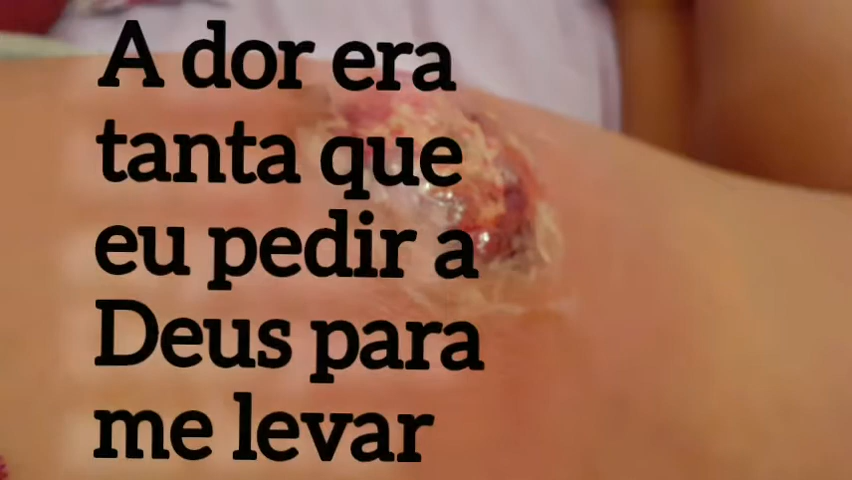 A dor era
tanta que
eu pedir a
Deus para
me levar